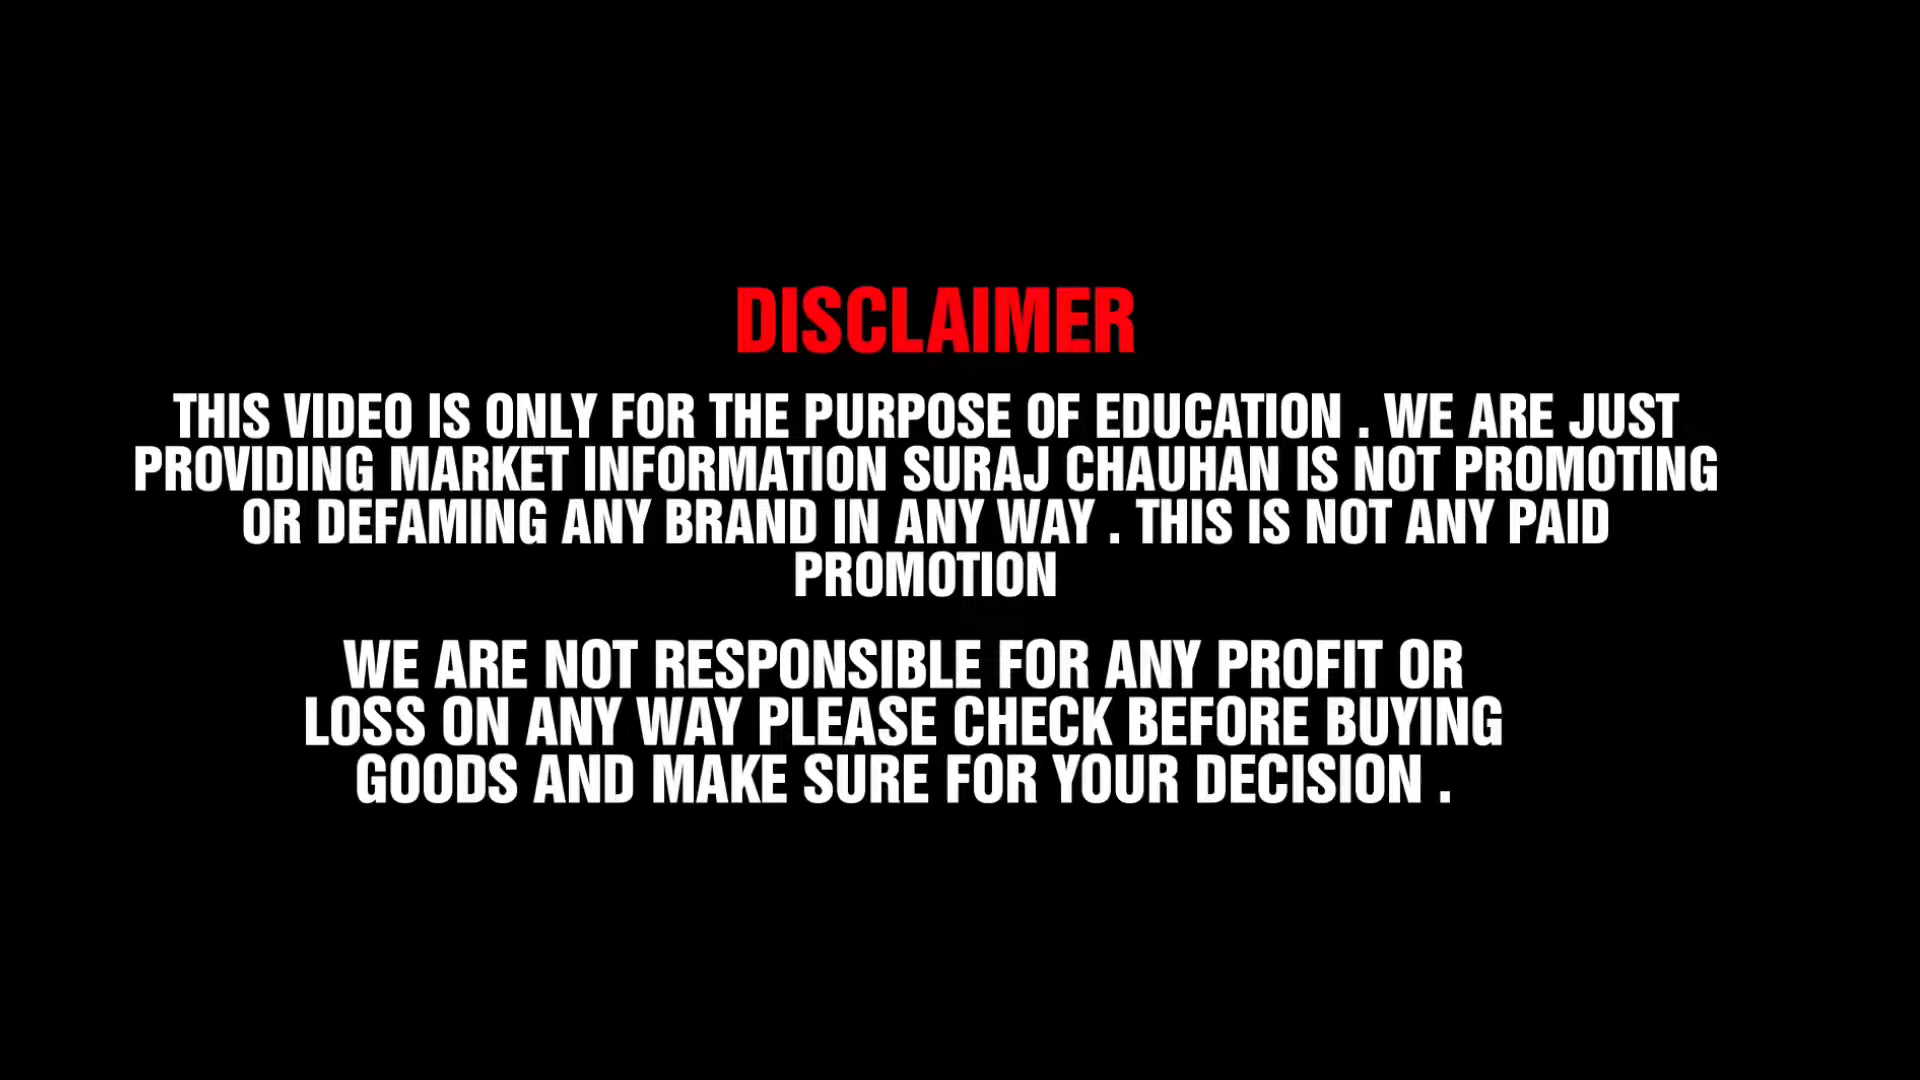 DISCLAIMER
THIS VIDEO IS ONLY FOR THE PURPOSE OF EDUCATION . WE ARE JUST
PROVIDING MARKET INFORMATION SURAJ CHAUHAN IS NOT PROMOTING
OR DEFAMING ANY BRAND IN ANY WAY . THIS IS NOT ANY PAID
PROMOTION
WE ARE NOT RESPONSIBLE FOR ANY PROFIT OR
LOSS ON ANY WAY PLEASE CHECK BEFORE BUYING
GOODS AND MAKE SURE FOR YOUR DECISION .